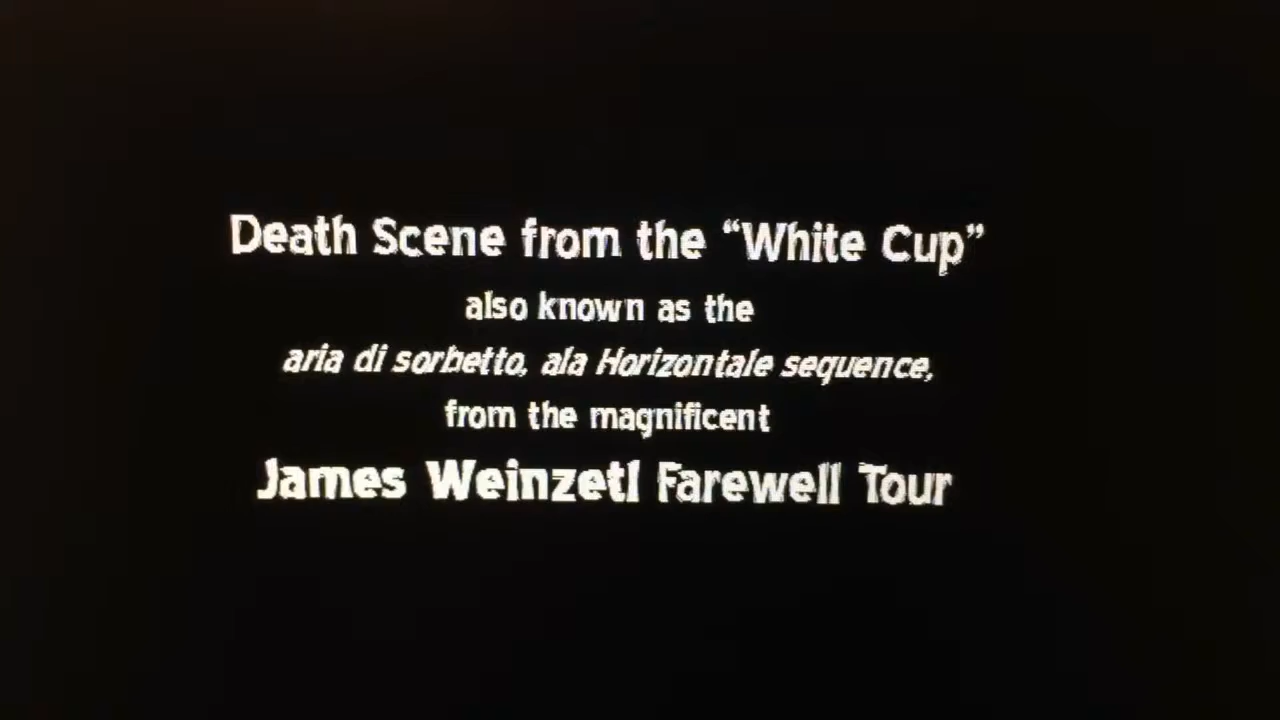 Death Scene from the “White Cup”
also known as the
aria di sorbetto, ala Horizontale sequence,
from the magnificent
James Weinzetl Farewell Tour